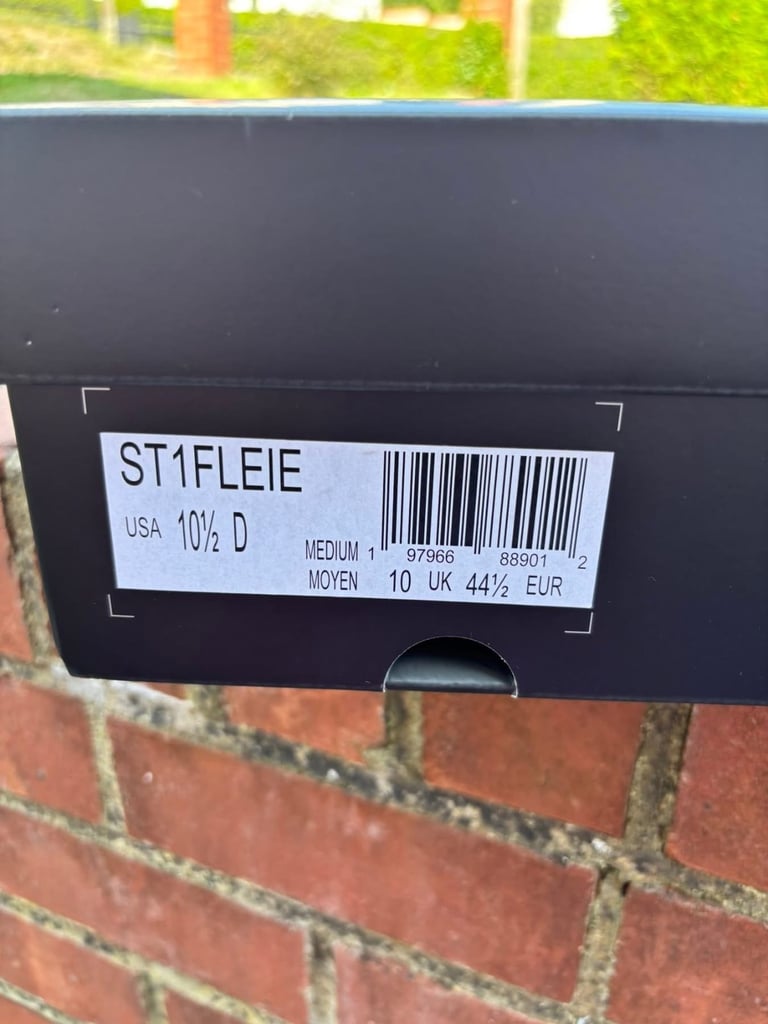 ST1FLEIE
USA 10½ D
MEDIUM 1 97966 88901 2
MOYEN 10 UK 44½ EUR